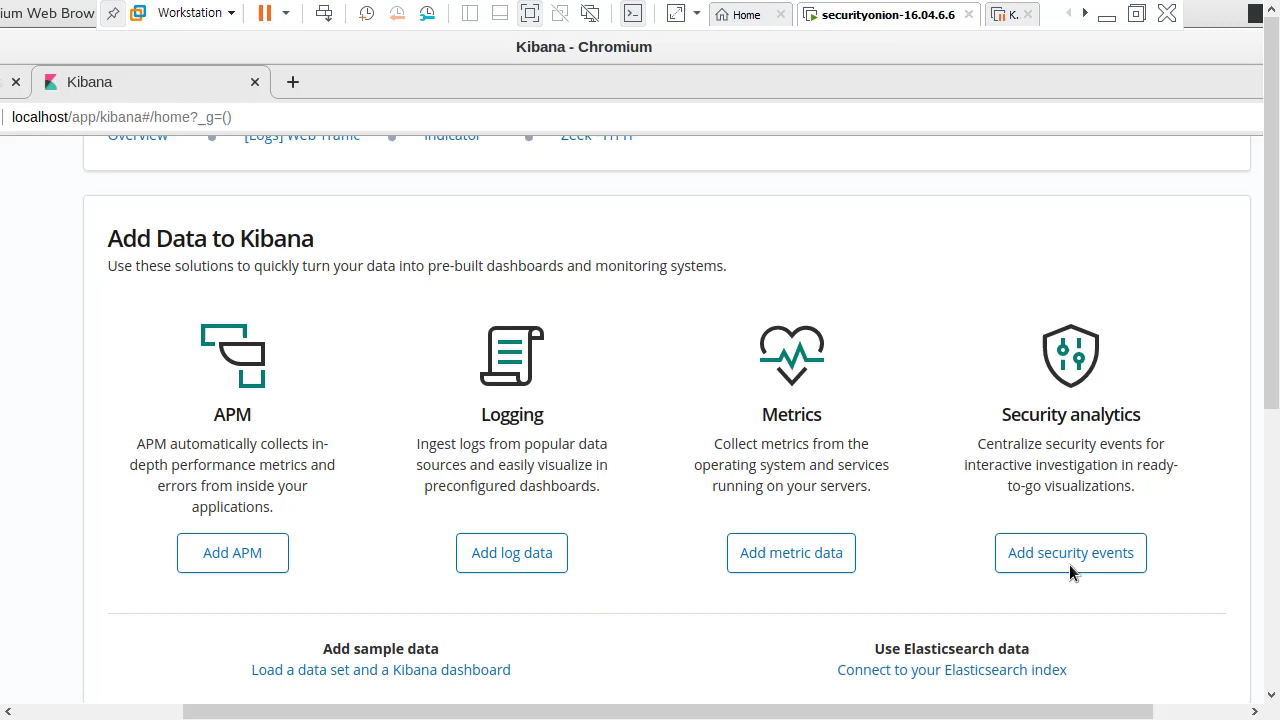 ium Web Brow
Workstation
Home
securityonion-16.04.6.6
K.
Kibana - Chromium
Kibana
localhost/app/kibana#/home?_g=()
Overview [Logs] Web Traffic Indicator Zeek - HTTP
Add Data to Kibana
Use these solutions to quickly turn your data into pre-built dashboards and monitoring systems.
APM
APM automatically collects in-
depth performance metrics and
errors from inside your
applications.
Add APM
Logging
Ingest logs from popular data
sources and easily visualize in
preconfigured dashboards.
Add log data
Metrics
Collect metrics from the
operating system and services
running on your servers.
Add metric data
Security analytics
Centralize security events for
interactive investigation in ready-
to-go visualizations.
Add security events
Add sample data
Load a data set and a Kibana dashboard
Use Elasticsearch data
Connect to your Elasticsearch index